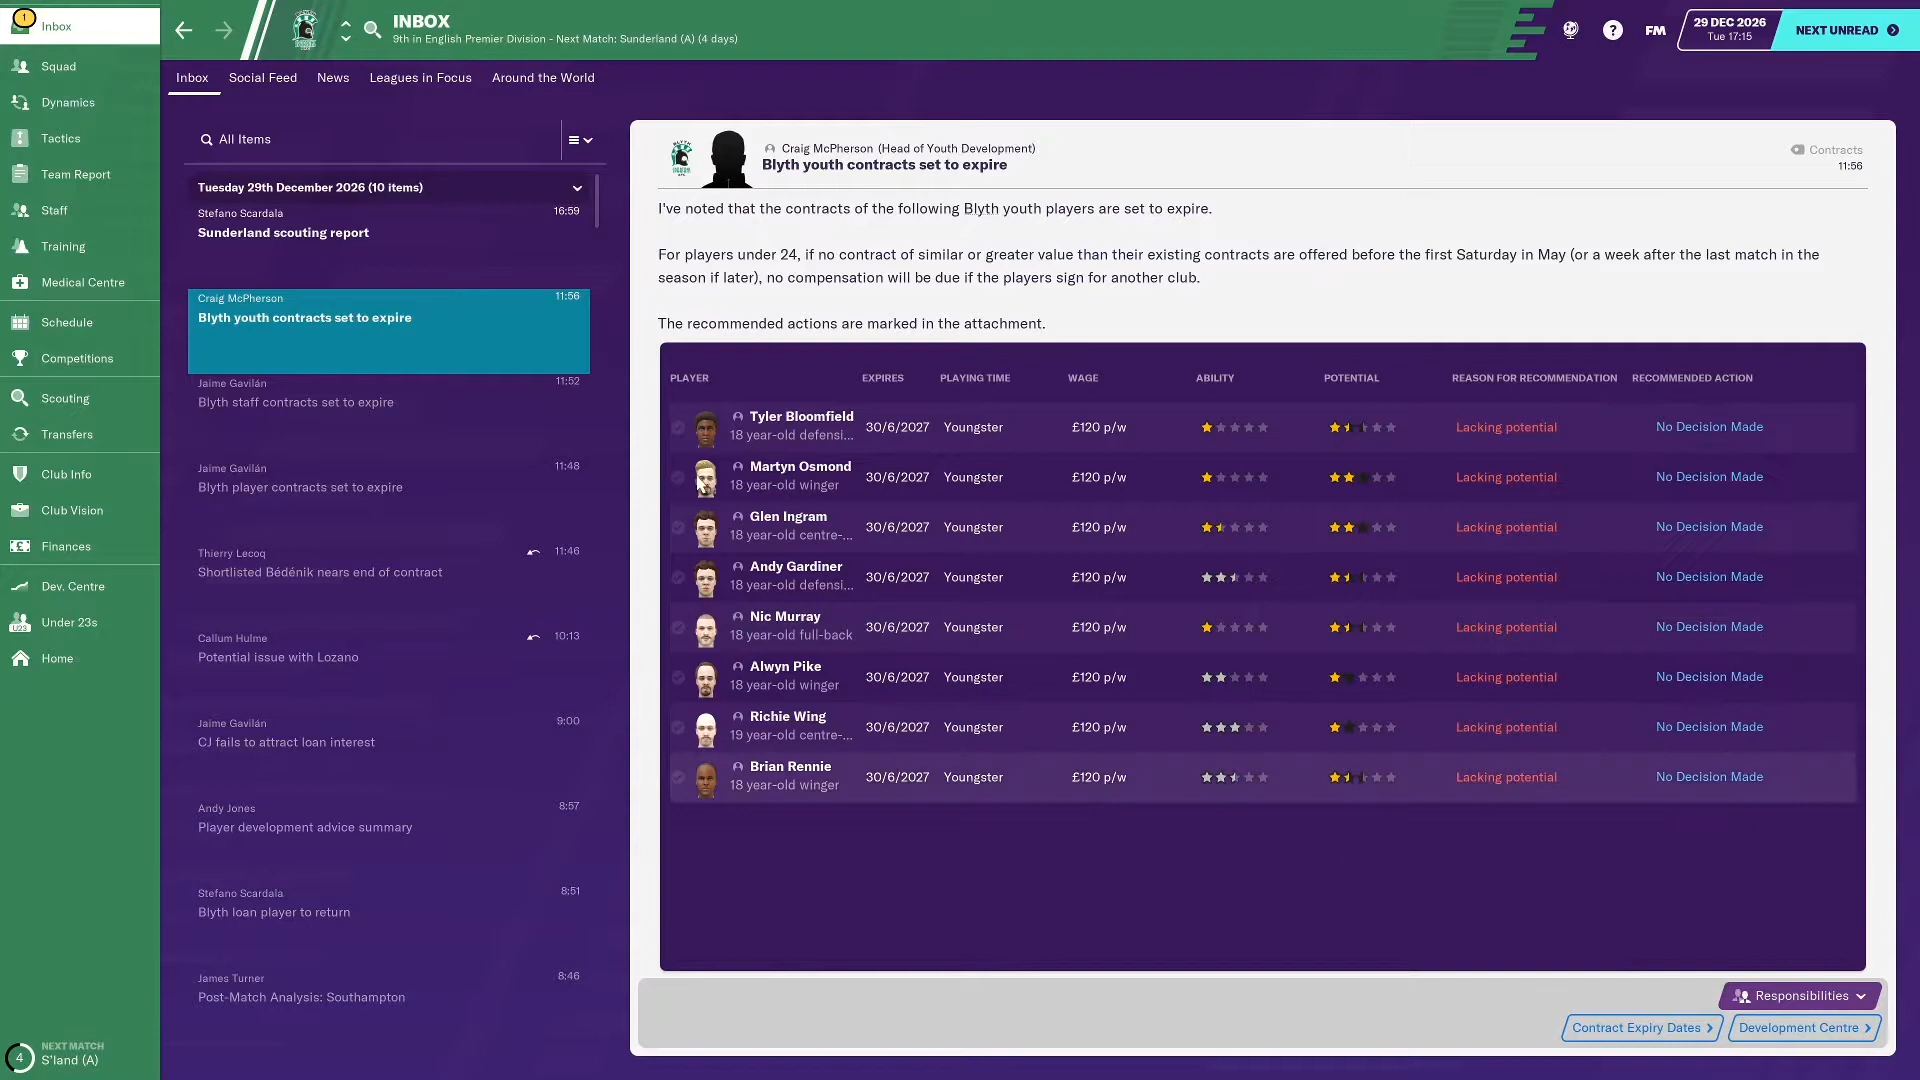 1
Inbox
Squad
Dynamics
Tactics
Team Report
Staff
Training
Medical Centre
Schedule
Competitions
Scouting
Transfers
Club Info
Club Vision
Finances
Dev. Centre
U23
Under 23s
Home
4
NEXT MATCH
S'land (A)
INBOX
9th in English Premier Division - Next Match: Sunderland (A) (4 days)
?
FM
29 DEC 2026
Tue 17:15
NEXT UNREAD
Inbox Social Feed News Leagues in Focus Around the World
All Items
Tuesday 29th December 2026 (10 items)
Stefano Scardala 16:59
Sunderland scouting report
Craig McPherson 11:56
Blyth youth contracts set to expire
Jaime Gavilán 11:52
Blyth staff contracts set to expire
Jaime Gavilán 11:48
Blyth player contracts set to expire
Thierry Lecoq 11:46
Shortlisted Bédénik nears end of contract
Callum Hulme 10:13
Potential issue with Lozano
Jaime Gavilán 9:00
CJ fails to attract loan interest
Andy Jones 8:57
Player development advice summary
Stefano Scardala 8:51
Blyth loan player to return
James Turner 8:46
Post-Match Analysis: Southampton
Craig McPherson (Head of Youth Development)
Blyth youth contracts set to expire
Contracts
11:56
I've noted that the contracts of the following Blyth youth players are set to expire.
For players under 24, if no contract of similar or greater value than their existing contracts are offered before the first Saturday in May (or a week after the last match in the
season if later), no compensation will be due if the players sign for another club.
The recommended actions are marked in the attachment.
PLAYER EXPIRES PLAYING TIME WAGE ABILITY POTENTIAL REASON FOR RECOMMENDATION RECOMMENDED ACTION
Tyler Bloomfield
18 year-old defensi... 30/6/2027 Youngster £120 p/w Lacking potential No Decision Made
Martyn Osmond
18 year-old winger 30/6/2027 Youngster £120 p/w Lacking potential No Decision Made
Glen Ingram
18 year-old centre-... 30/6/2027 Youngster £120 p/w Lacking potential No Decision Made
Andy Gardiner
18 year-old defensi... 30/6/2027 Youngster £120 p/w Lacking potential No Decision Made
Nic Murray
18 year-old full-back 30/6/2027 Youngster £120 p/w Lacking potential No Decision Made
Alwyn Pike
18 year-old winger 30/6/2027 Youngster £120 p/w Lacking potential No Decision Made
Richie Wing
19 year-old centre-... 30/6/2027 Youngster £120 p/w Lacking potential No Decision Made
Brian Rennie
18 year-old winger 30/6/2027 Youngster £120 p/w Lacking potential No Decision Made
Responsibilities
Contract Expiry Dates
Development Centre